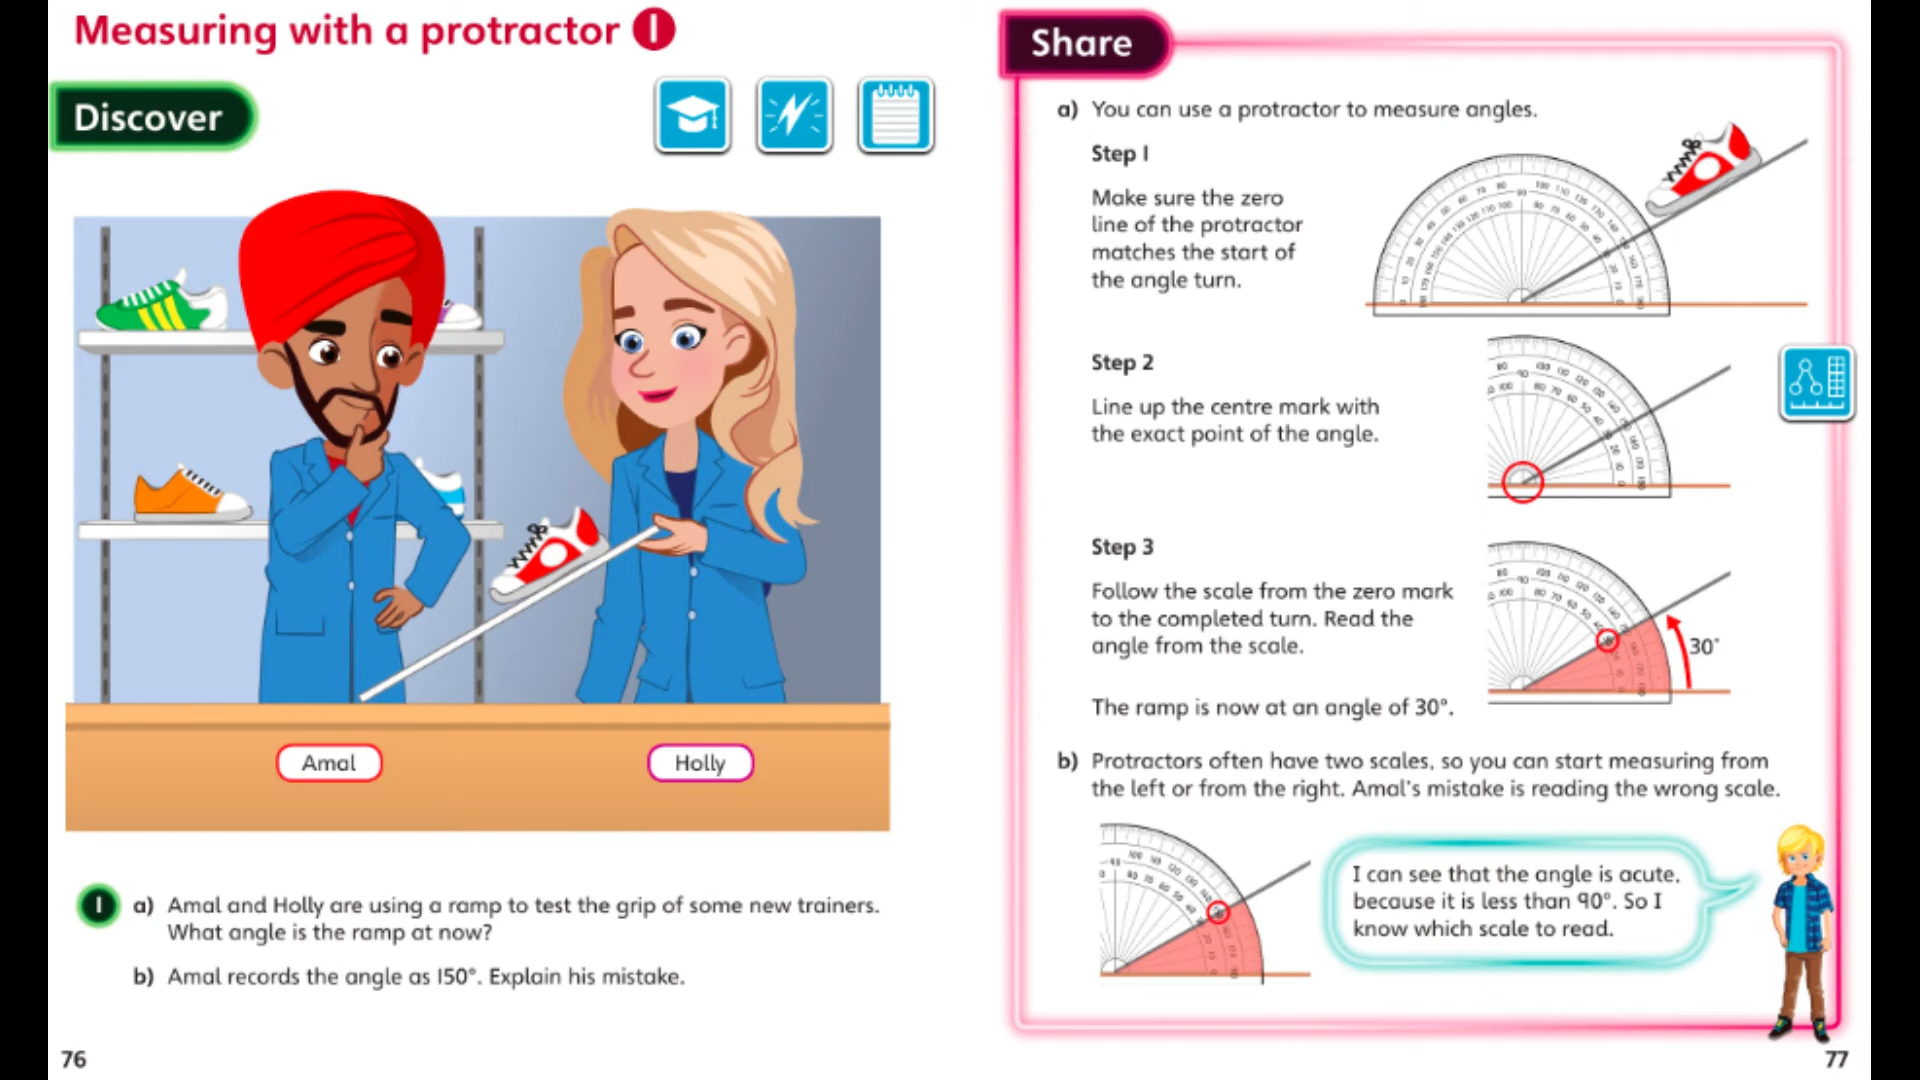 Measuring with a protractor 1
Discover
Amal
Holly
1 a) Amal and Holly are using a ramp to test the grip of some new trainers.
What angle is the ramp at now?
b) Amal records the angle as 150°. Explain his mistake.
76
Share
a) You can use a protractor to measure angles.
Step 1
Make sure the zero
line of the protractor
matches the start of
the angle turn.
Step 2
Line up the centre mark with
the exact point of the angle.
Step 3
Follow the scale from the zero mark
to the completed turn. Read the
angle from the scale.
30°
The ramp is now at an angle of 30°.
b) Protractors often have two scales, so you can start measuring from
the left or from the right. Amal's mistake is reading the wrong scale.
I can see that the angle is acute,
because it is less than 90°. So I
know which scale to read.
77